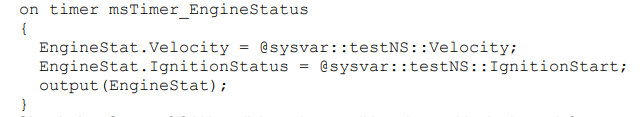 on timer msTimer_EngineStatus
{
EngineStat.Velocity = @sysvar::testNS::Velocity;
EngineStat.IgnitionStatus = @sysvar::testNS::IgnitionStart;
output(EngineStat);
}